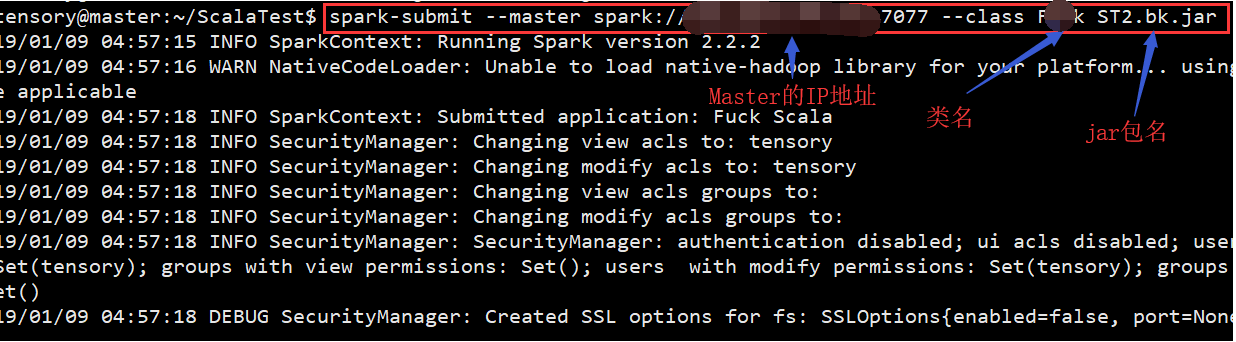 tensory@master:~/ScalaTest$ spark-submit --master spark:// 7077 --class F k ST2.bk.jar
19/01/09 04:57:15 INFO SparkContext: Running Spark version 2.2.2
19/01/09 04:57:16 WARN NativeCodeLoader: Unable to load native-hadoop library for your platform... using
e applicable
Master的IP地址
类名
jar包名
19/01/09 04:57:18 INFO SparkContext: Submitted application: Fuck Scala
19/01/09 04:57:18 INFO SecurityManager: Changing view acls to: tensory
19/01/09 04:57:18 INFO SecurityManager: Changing modify acls to: tensory
19/01/09 04:57:18 INFO SecurityManager: Changing view acls groups to:
19/01/09 04:57:18 INFO SecurityManager: Changing modify acls groups to:
19/01/09 04:57:18 INFO SecurityManager: SecurityManager: authentication disabled; ui acls disabled; user
Set(tensory); groups with view permissions: Set(); users  with modify permissions: Set(tensory); groups
et()
19/01/09 04:57:18 DEBUG SecurityManager: Created SSL options for fs: SSLOptions{enabled=false, port=None